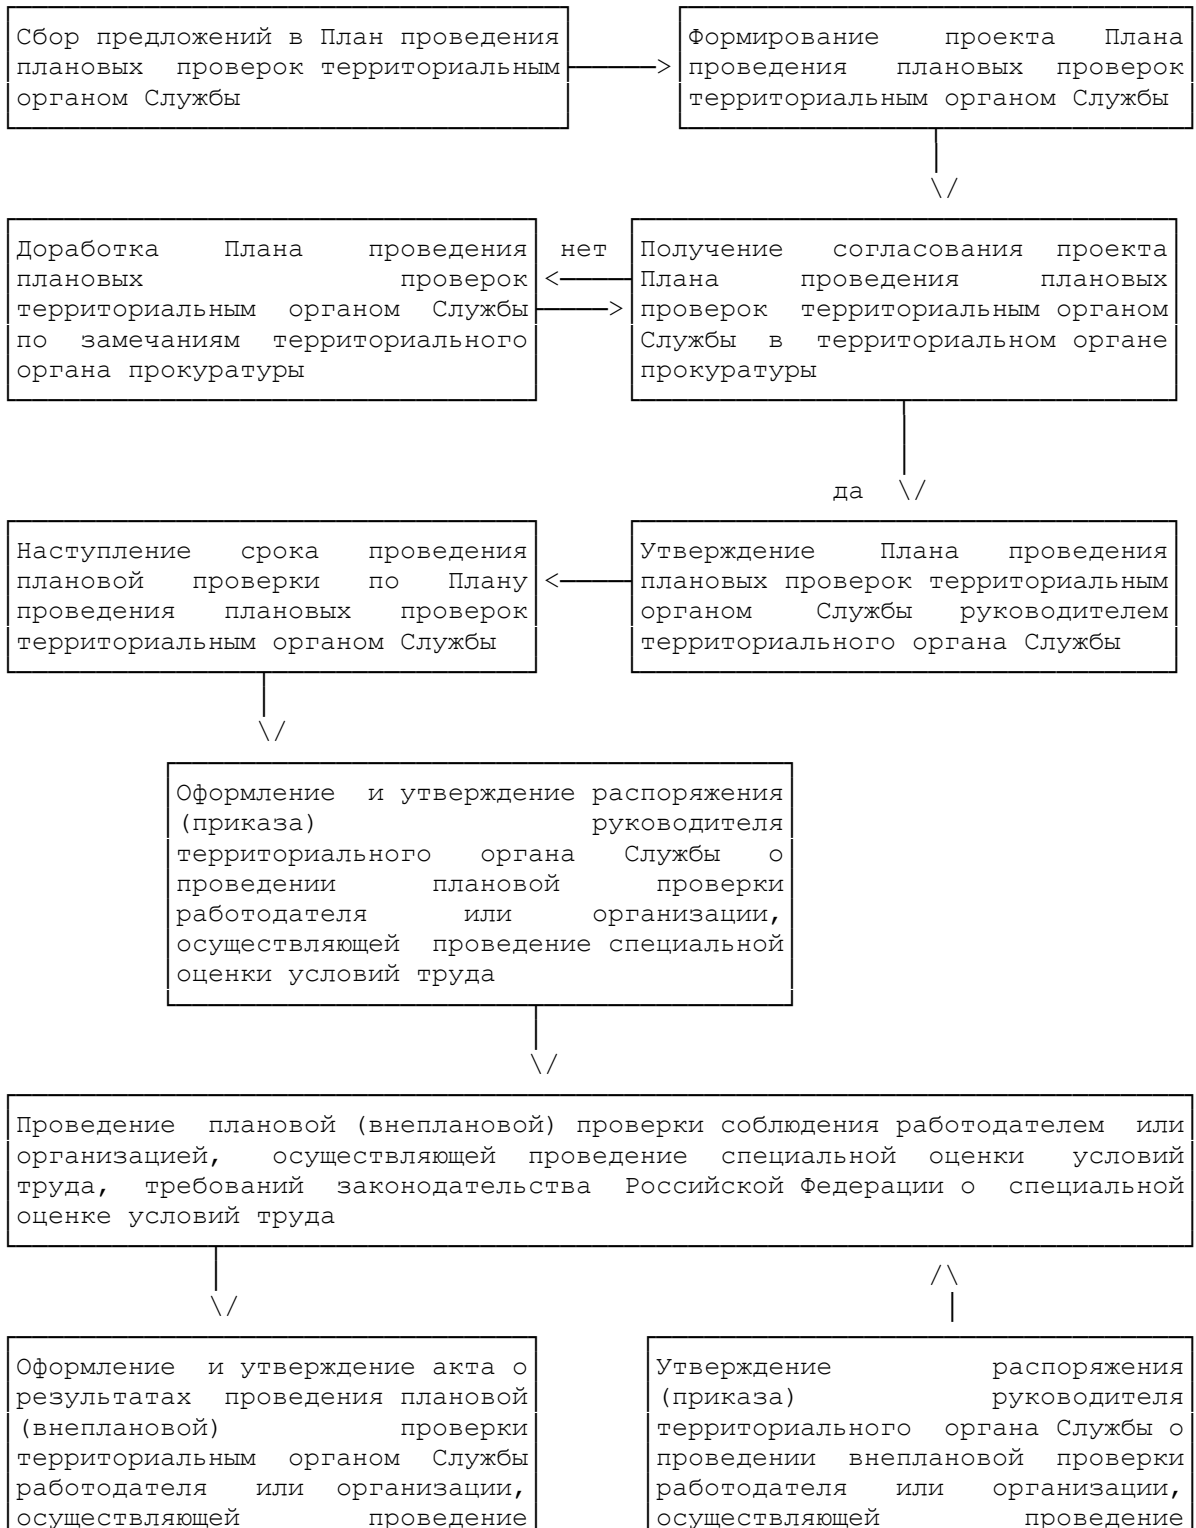 Сбор предложений в План проведения
плановых проверок территориальным
органом Службы
Формирование проекта Плана
проведения плановых проверок
территориальным органом Службы
Доработка Плана проведения
плановых проверок
территориальным органом Службы
по замечаниям территориального
органа прокуратуры
нет
Получение согласования проекта
Плана проведения плановых
проверок территориальным органом
Службы в территориальном органе
прокуратуры
да
Наступление срока проведения
плановой проверки по Плану
проведения плановых проверок
территориальным органом Службы
Утверждение Плана проведения
плановых проверок территориальным
органом Службы руководителем
территориального органа Службы
Оформление и утверждение распоряжения
(приказа) руководителя
территориального органа Службы о
проведении плановой проверки
работодателя или организации,
осуществляющей проведение специальной
оценки условий труда
Проведение плановой (внеплановой) проверки соблюдения работодателем или
организацией, осуществляющей проведение специальной оценки условий
труда, требований законодательства Российской Федерации о специальной
оценке условий труда
Оформление и утверждение акта о
результатах проведения плановой
(внеплановой) проверки
территориальным органом Службы
работодателя или организации,
осуществляющей проведение
Утверждение распоряжения
(приказа) руководителя
территориального органа Службы о
проведении внеплановой проверки
работодателя или организации,
осуществляющей проведение